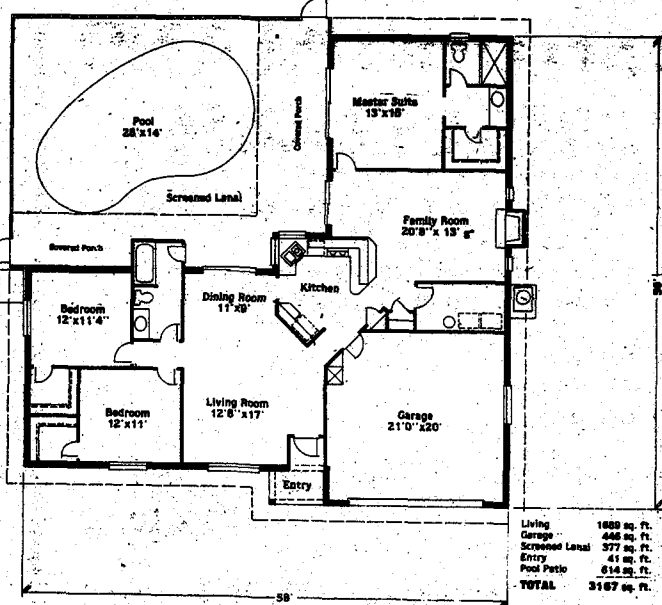 Pool
28'x14'
Covered Porch
Screened Lanai
Covered Porch
Master Suite
13'x16'
Family Room
20'8"x 13' 8"
Kitchen
Dining Room
11'x9'
Bedroom
12'x11'4"
Bedroom
12'x11'
Living Room
12'8"x17'
Garage
21'0"x20'
Entry
58
Living 1689 sq. ft.
Garage 446 sq. ft.
Screened Lanai 377 sq. ft.
Entry 41 sq. ft.
Pool Patio 614 sq. ft.
TOTAL 3167 sq. ft.